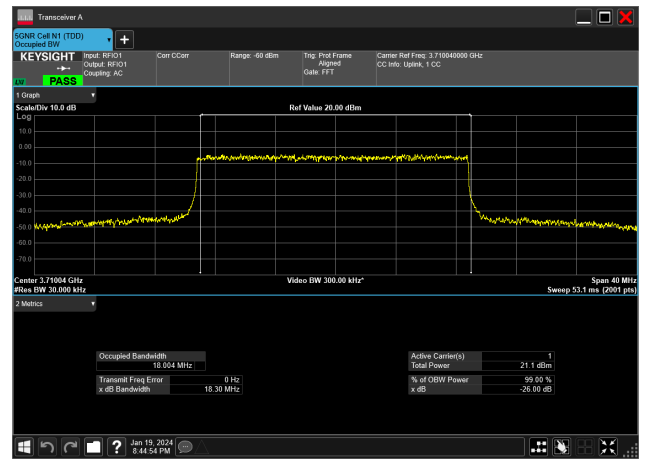 Transceiver A
5GNR Cell N1 (TDD)
Occupied BW
KEYSIGHT
LW
PASS
Input: RFIO1
Output: RFIO1
Coupling: AC
Corr CCorr
Range: -60 dBm
Trig: Prot Frame
Aligned
Gate: FFT
Carrier Ref Freq: 3.710040000 GHz
CC Info: Uplink, 1 CC
1 Graph
Scale/Div 10.0 dB
Ref Value 20.00 dBm
Log
10.0
0.00
-10.0
-20.0
-30.0
-40.0
-50.0
-60.0
-70.0
Center 3.71004 GHz
Video BW 300.00 kHz*
Span 40 MHz
#Res BW 30.000 kHz
Sweep 53.1 ms (2001 pts)
2 Metrics
Occupied Bandwidth
18.004 MHz
Transmit Freq Error 0 Hz
x dB Bandwidth 18.30 MHz
Active Carrier(s) 1
Total Power 21.1 dBm
% of OBW Power 99.00 %
x dB -26.00 dB
Jan 19, 2024
8:44:54 PM